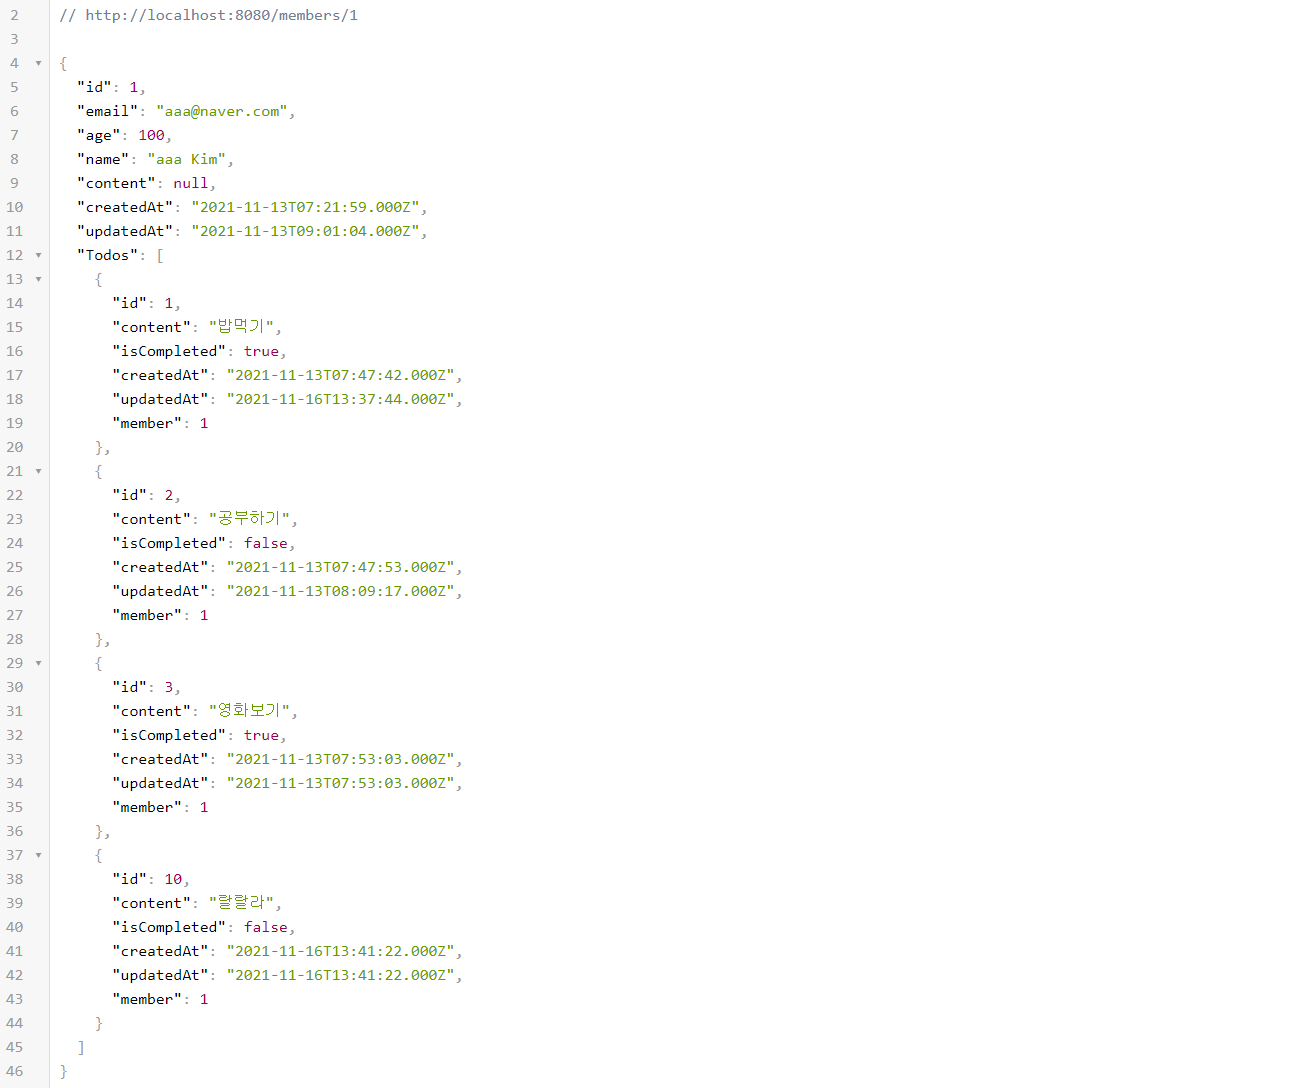 2 // http://localhost:8080/members/1
3
4 {
5 "id": 1,
6 "email": "aaa@naver.com",
7 "age": 100,
8 "name": "aaa Kim",
9 "content": null,
10 "createdAt": "2021-11-13T07:21:59.000Z",
11 "updatedAt": "2021-11-13T09:01:04.000Z",
12 "Todos": [
13 {
14 "id": 1,
15 "content": "밥먹기",
16 "isCompleted": true,
17 "createdAt": "2021-11-13T07:47:42.000Z",
18 "updatedAt": "2021-11-16T13:37:44.000Z",
19 "member": 1
20 },
21 {
22 "id": 2,
23 "content": "공부하기",
24 "isCompleted": false,
25 "createdAt": "2021-11-13T07:47:53.000Z",
26 "updatedAt": "2021-11-13T08:09:17.000Z",
27 "member": 1
28 },
29 {
30 "id": 3,
31 "content": "영화보기",
32 "isCompleted": true,
33 "createdAt": "2021-11-13T07:53:03.000Z",
34 "updatedAt": "2021-11-13T07:53:03.000Z",
35 "member": 1
36 },
37 {
38 "id": 10,
39 "content": "랄랄라",
40 "isCompleted": false,
41 "createdAt": "2021-11-16T13:41:22.000Z",
42 "updatedAt": "2021-11-16T13:41:22.000Z",
43 "member": 1
44 }
45 ]
46 }